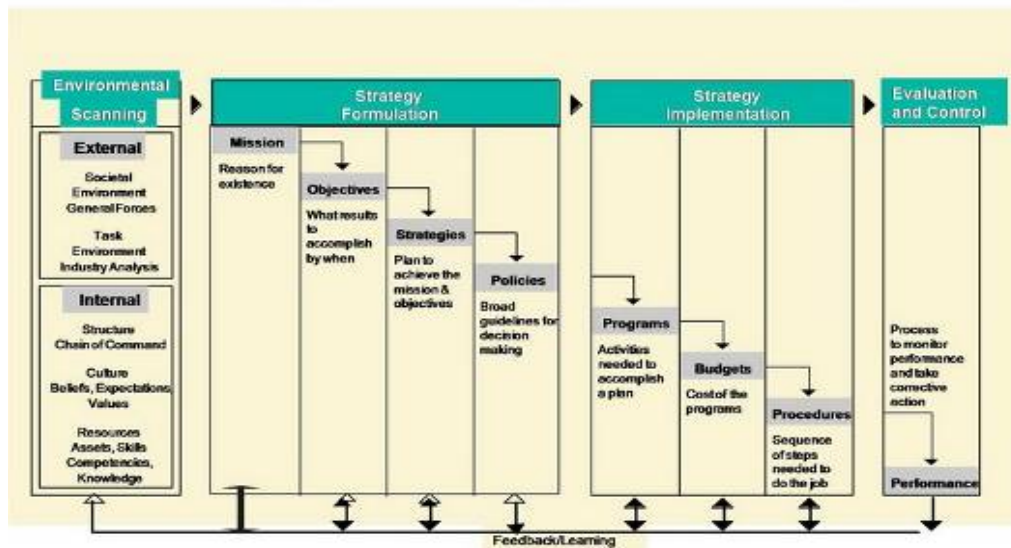 Environmental
Scanning
External
Societal
Environment
General Forces
Task
Environment
Industry Analysis
Internal
Structure
Chain of Command
Culture
Beliefs, Expectations,
Values
Resources
Assets, Skills
Competencies,
Knowledge
Strategy
Formulation
Mission
Reason for
existence
Objectives
What results
to
accomplish
by when
Strategies
Plan to
achieve the
mission &
objectives
Policies
Broad
guidelines for
decision
making
Strategy
Implementation
Programs
Activities
needed to
accomplish
a plan
Budgets
Cost of the
programs
Procedures
Sequence
of steps
needed to
do the job
Evaluation
and Control
Process
to monitor
performance
and take
corrective
action
Performance
Feedback/Learning